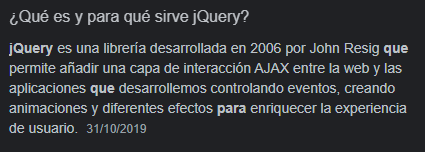 ¿Qué es y para qué sirve jQuery?
jQuery es una librería desarrollada en 2006 por John Resig que
permite añadir una capa de interacción AJAX entre la web y las
aplicaciones que desarrollemos controlando eventos, creando
animaciones y diferentes efectos para enriquecer la experiencia
de usuario. 31/10/2019